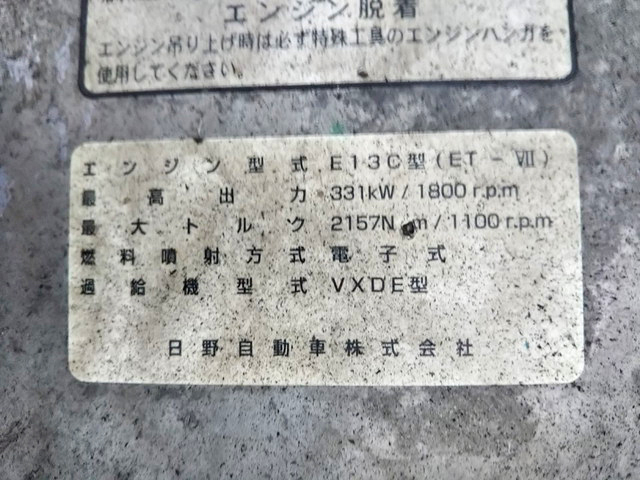 エンジン脱着
エンジン吊り上げ時は必ず特殊工具のエンジンハンガを
使用してください。
エンジン型式 E13C型(ET-Ⅶ)
最高出力 331kW/1800r.p.m
最大トルク 2157N m/1100r.p.m
燃料噴射方式 電子式
過給機型式 VXDE型
日野自動車株式会社